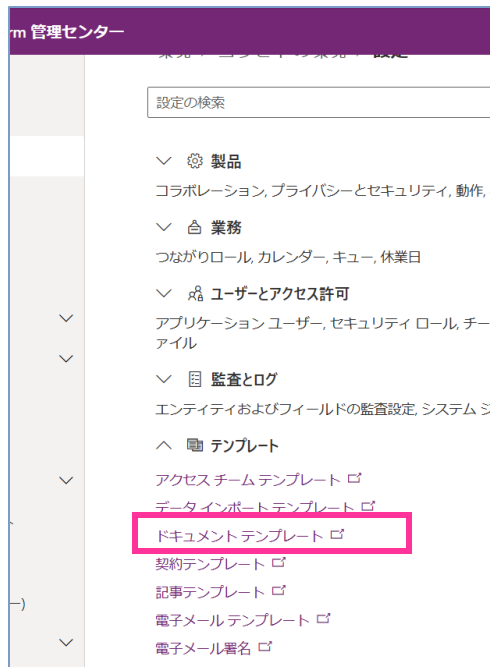 rm 管理センター
設定
設定の検索
製品
コラボレーション, プライバシーとセキュリティ, 動作,
業務
つながりロール, カレンダー, キュー, 休業日
ユーザーとアクセス許可
アプリケーション ユーザー, セキュリティ ロール, チー
ァイル
監査とログ
エンティティおよびフィールドの監査設定, システム ジ
テンプレート
アクセス チーム テンプレート
データ インポート テンプレート
ドキュメント テンプレート
契約テンプレート
記事テンプレート
ー)
電子メール テンプレート
電子メール署名